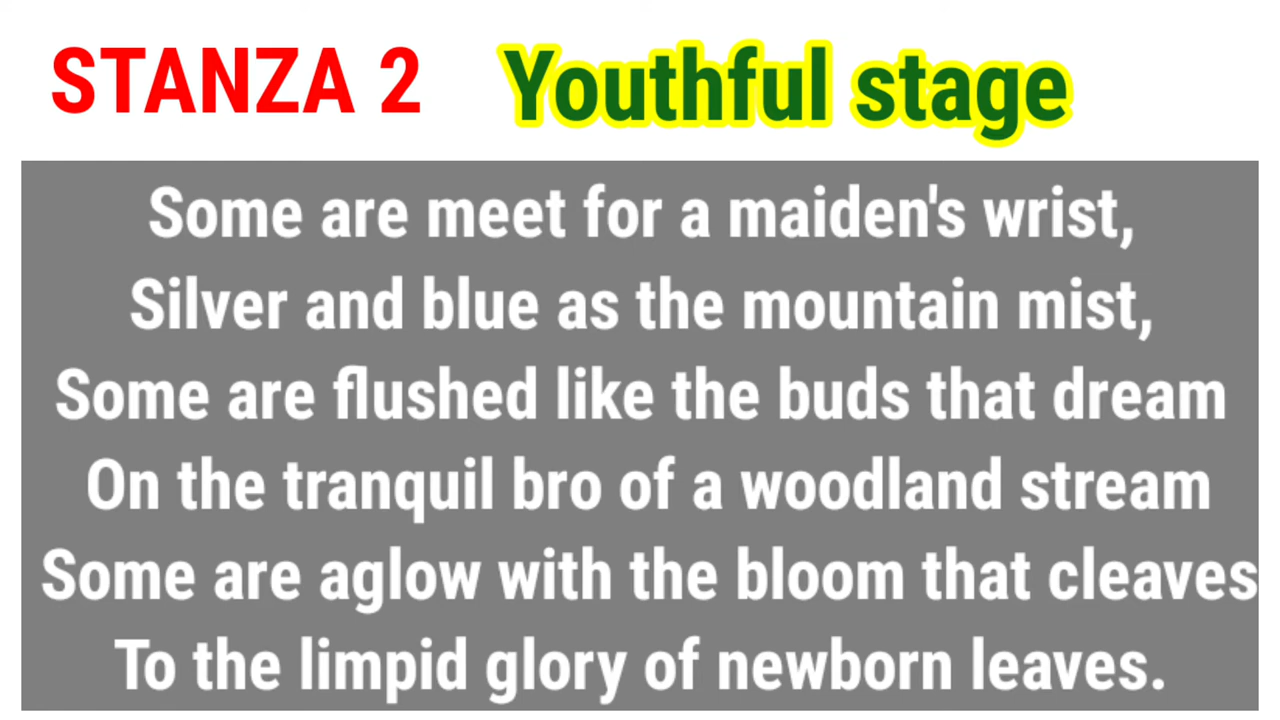 STANZA 2 Youthful stage
Some are meet for a maiden's wrist,
Silver and blue as the mountain mist,
Some are flushed like the buds that dream
On the tranquil bro of a woodland stream
Some are aglow with the bloom that cleaves
To the limpid glory of newborn leaves.